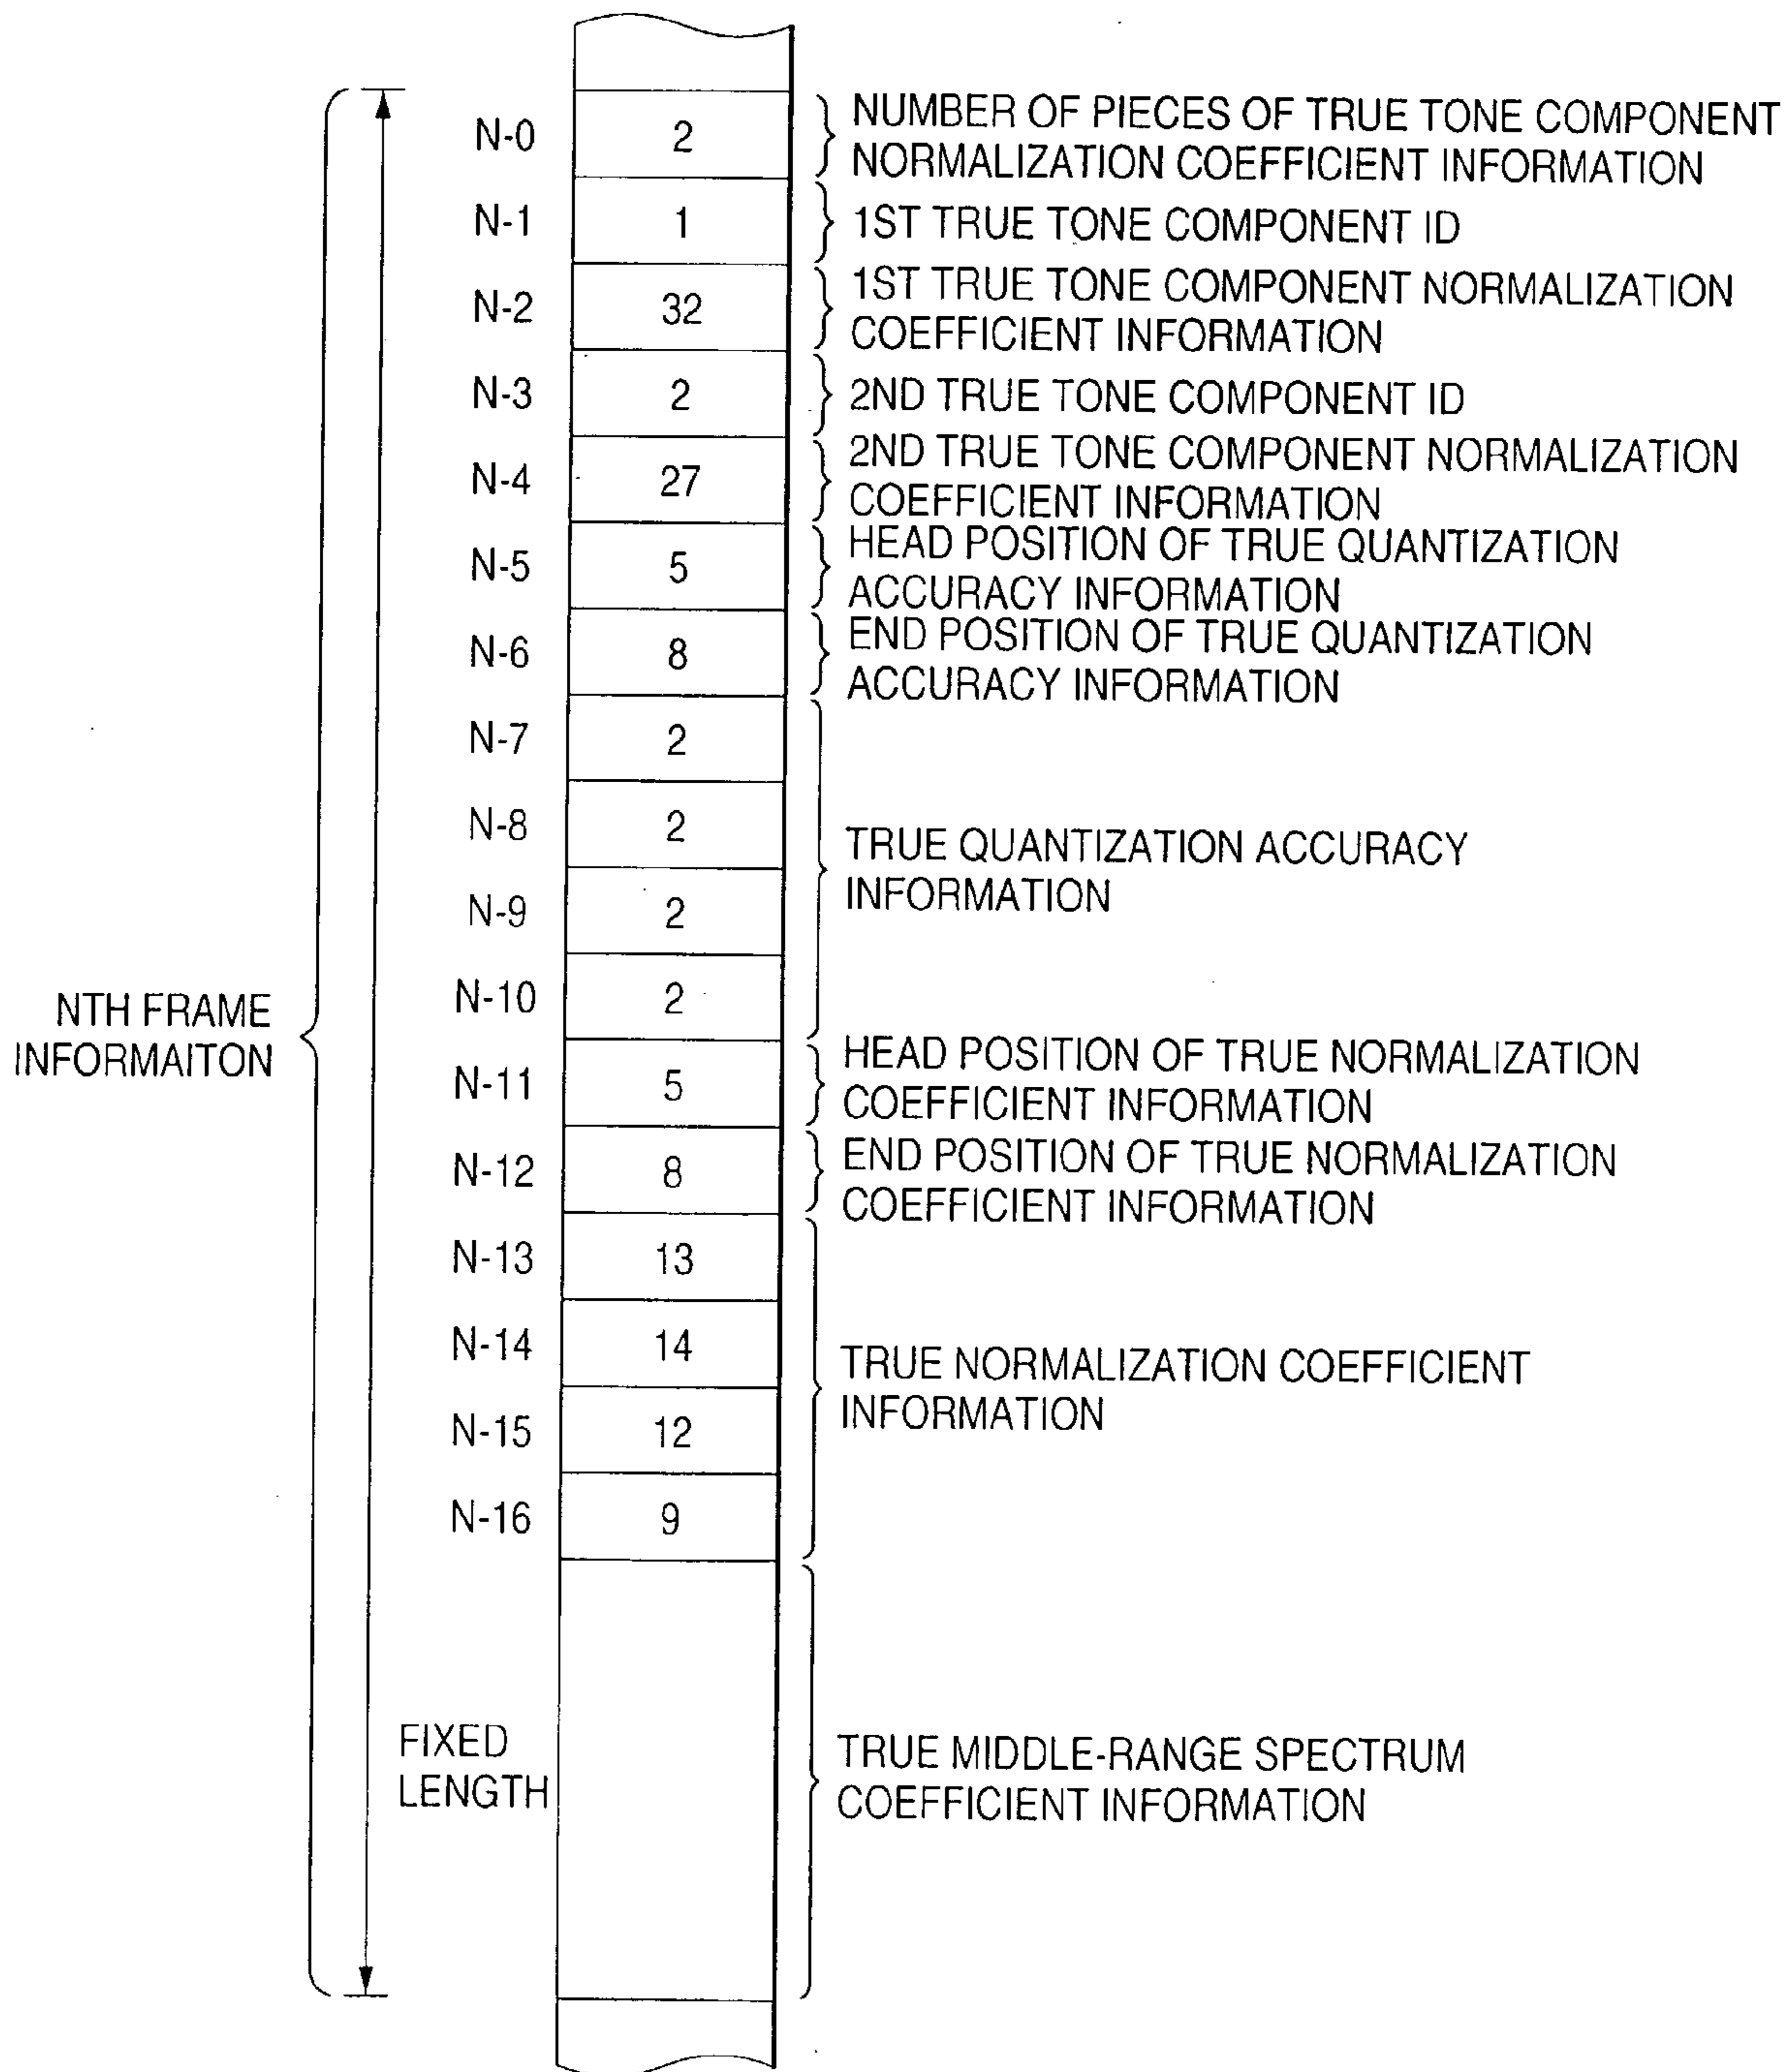 N-0 2 NUMBER OF PIECES OF TRUE TONE COMPONENT
NORMALIZATION COEFFICIENT INFORMATION
N-1 1 1ST TRUE TONE COMPONENT ID
N-2 32 1ST TRUE TONE COMPONENT NORMALIZATION
COEFFICIENT INFORMATION
N-3 2 2ND TRUE TONE COMPONENT ID
N-4 27 2ND TRUE TONE COMPONENT NORMALIZATION
COEFFICIENT INFORMATION
N-5 5 HEAD POSITION OF TRUE QUANTIZATION
ACCURACY INFORMATION
N-6 8 END POSITION OF TRUE QUANTIZATION
ACCURACY INFORMATION
N-7 2
N-8 2
TRUE QUANTIZATION ACCURACY
INFORMATION
N-9 2
N-10 2
NTH FRAME
INFORMAITON
N-11 5 HEAD POSITION OF TRUE NORMALIZATION
COEFFICIENT INFORMATION
N-12 8 END POSITION OF TRUE NORMALIZATION
COEFFICIENT INFORMATION
N-13 13
N-14 14
TRUE NORMALIZATION COEFFICIENT
INFORMATION
N-15 12
N-16 9
FIXED
LENGTH
TRUE MIDDLE-RANGE SPECTRUM
COEFFICIENT INFORMATION